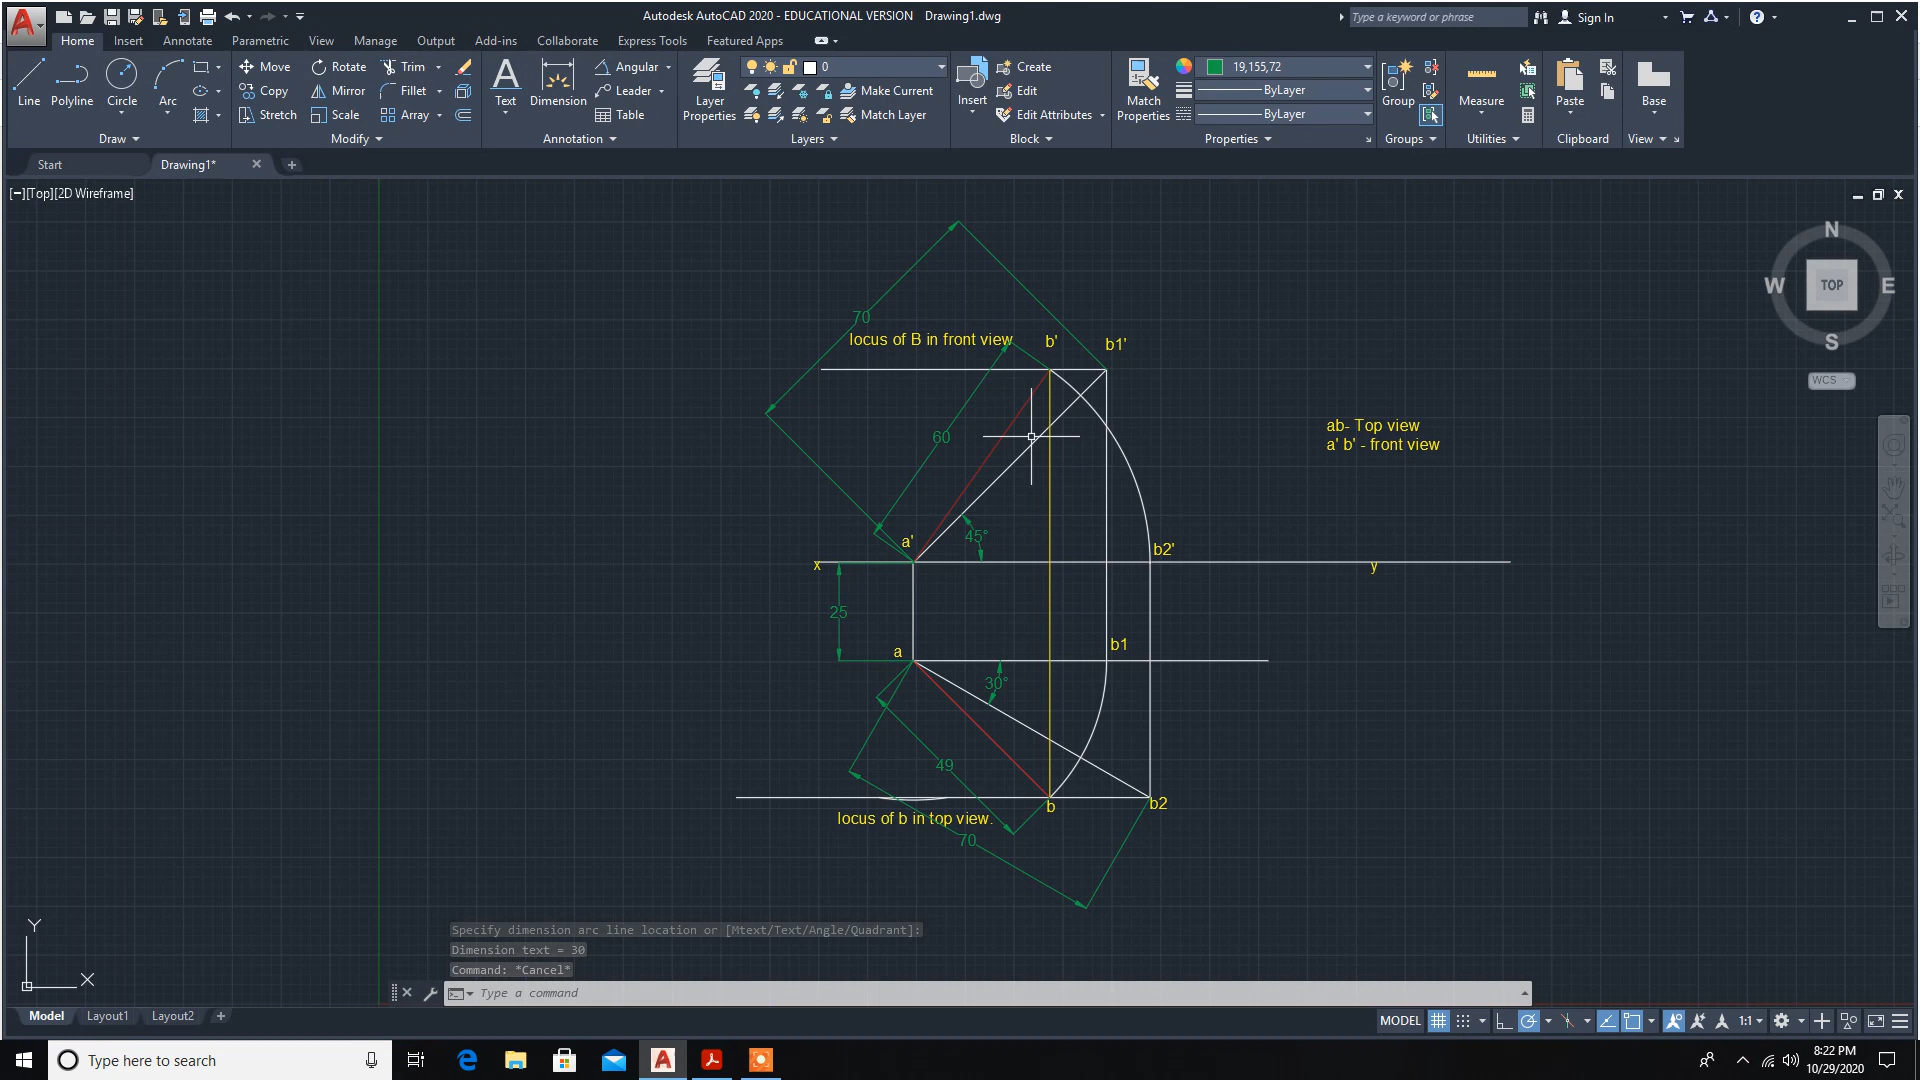 Autodesk AutoCAD 2020 - EDUCATIONAL VERSION Drawing1.dwg
Type a keyword or phrase
Sign In
Home Insert Annotate Parametric View Manage Output Add-ins Collaborate Express Tools Featured Apps
Line Polyline Circle Arc
Draw
Move Rotate Trim
Copy Mirror Fillet
Stretch Scale Array
Modify
Text Dimension
Angular
Leader
Table
Annotation
Layer Properties
0
Make Current
Match Layer
Layers
Insert
Create
Edit
Edit Attributes
Block
Match Properties
19,155,72
ByLayer
ByLayer
Properties
Group
Groups
Measure
Utilities
Paste
Clipboard
Base
View
Start
Drawing1*
[−][Top][2D Wireframe]
N
W TOP E
S
WCS
70
locus of B in front view
b'
b1'
60
ab- Top view
a' b' - front view
a'
45°
b2'
x
y
25
a
b1
30°
49
b
b2
locus of b in top view.
70
Y
X
Specify dimension arc line location or [Mtext/Text/Angle/Quadrant]:
Dimension text = 30
Command: *Cancel*
Type a command
Model Layout1 Layout2
MODEL
1:1
Type here to search
8:22 PM
10/29/2020